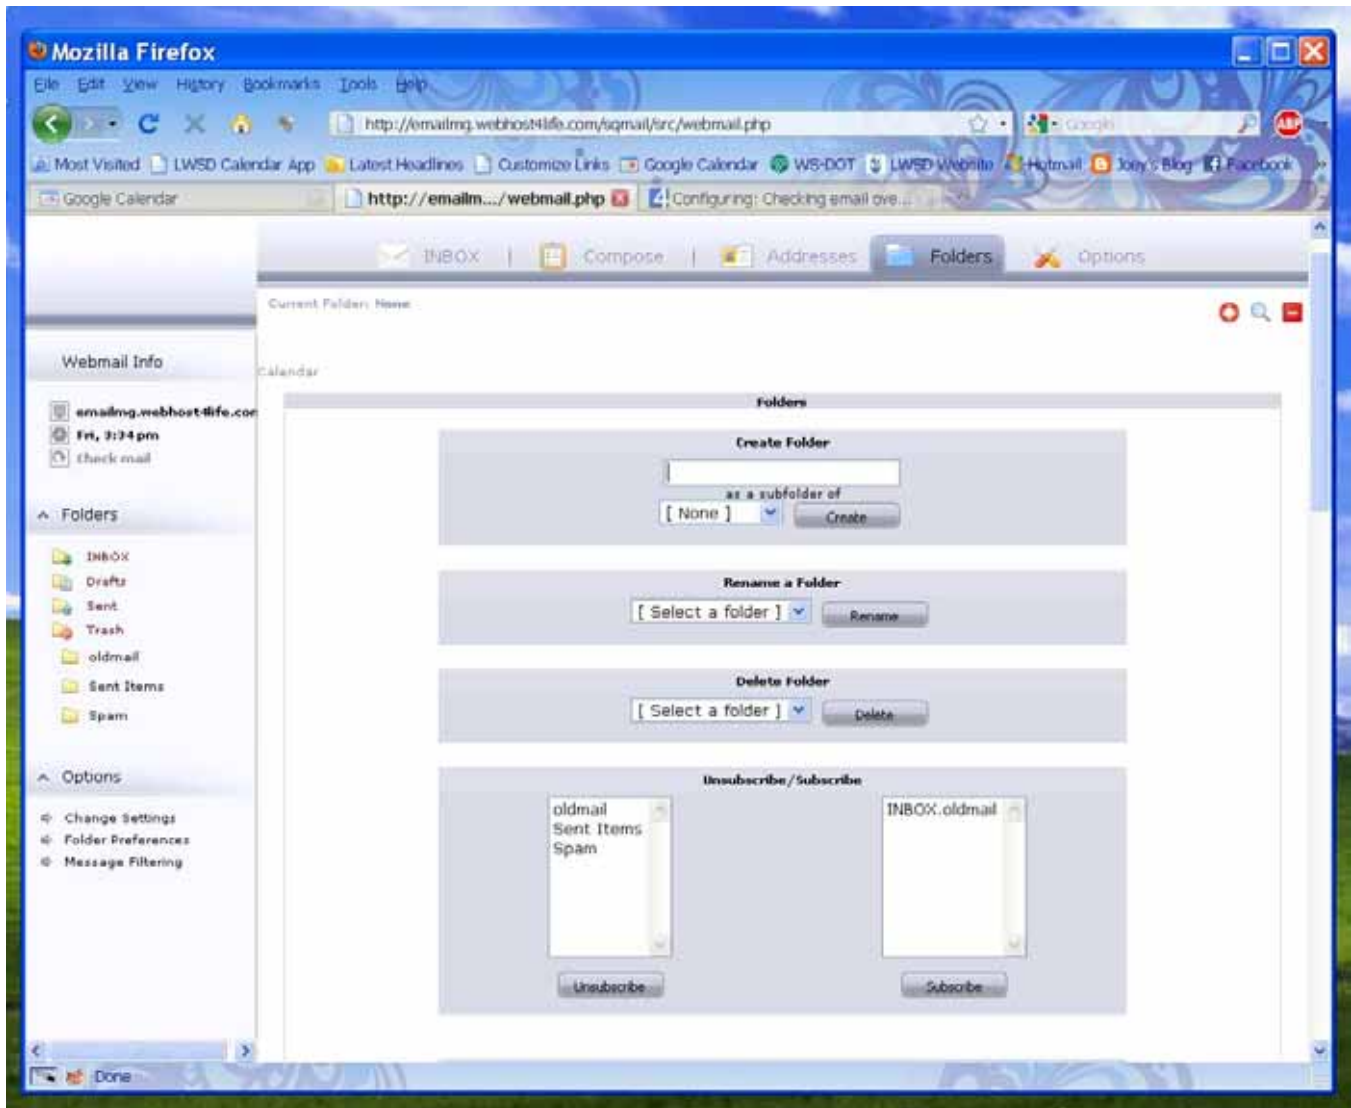 Mozilla Firefox
File Edit View History Bookmarks Tools Help
http://emailmg.webhost4life.com/sqmail/src/webmail.php Google ABP
Most Visited LWSD Calendar App Latest Headlines Customize Links Google Calendar WS-DOT LWSD Website Hotmail Joey's Blog Facebook
Google Calendar http://emailm.../webmail.php Configuring: Checking email ove...
INBOX | Compose | Addresses Folders Options
Current Folder: None
Webmail Info
Calendar
emailmg.webhost4life.com
Fri, 3:34 pm
Check mail
Folders
INBOX
Drafts
Sent
Trash
oldmail
Sent Items
Spam
Options
Change Settings
Folder Preferences
Message Filtering
Folders
Create Folder
as a subfolder of
[ None ] Create
Rename a Folder
[ Select a folder ] Rename
Delete Folder
[ Select a folder ] Delete
Unsubscribe/Subscribe
oldmail INBOX.oldmail
Sent Items
Spam
Unsubscribe Subscribe
Done